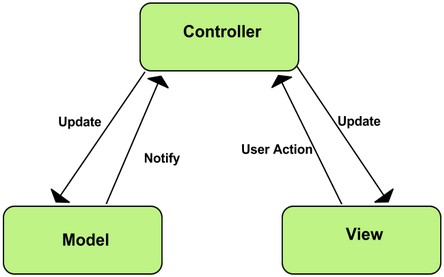 Controller
Update
Update
User Action
Notify
Model
View